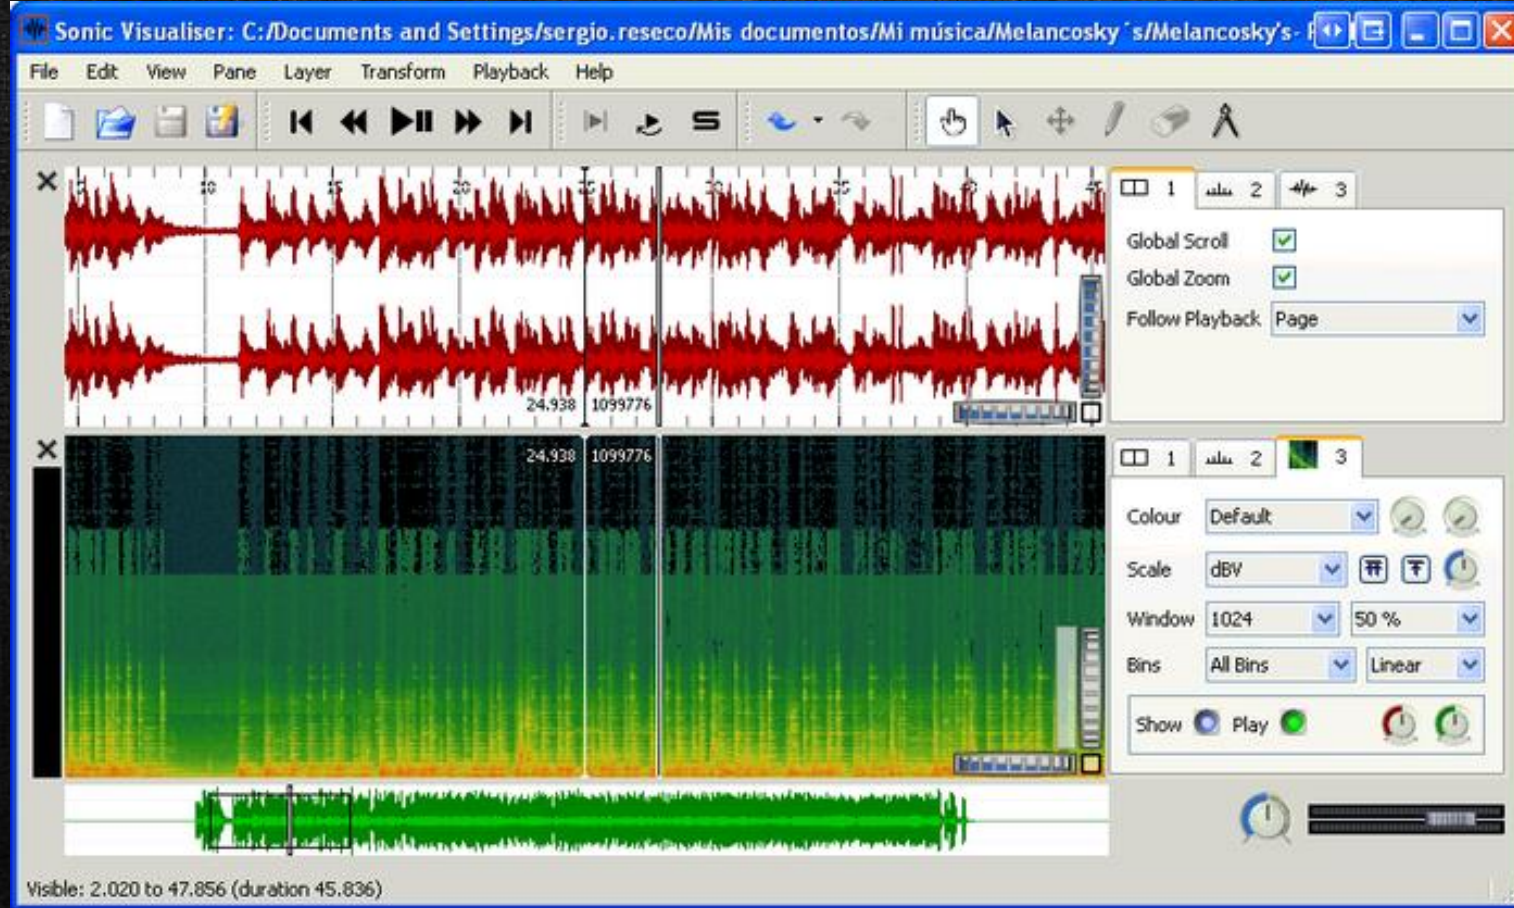 Sonic Visualiser: C:/Documents and Settings/sergio.reseco/Mis documentos/Mi música/Melancosky´s/Melancosky's-
File Edit View Pane Layer Transform Playback Help
10 15 20 25 30 35 40 45
1 2 3
Global Scroll
Global Zoom
Follow Playback Page
24.938 1099776
24.938 1099776
1 2 3
Colour Default
Scale dBV
Window 1024 50 %
Bins All Bins Linear
Show Play
Visible: 2.020 to 47.856 (duration 45.836)